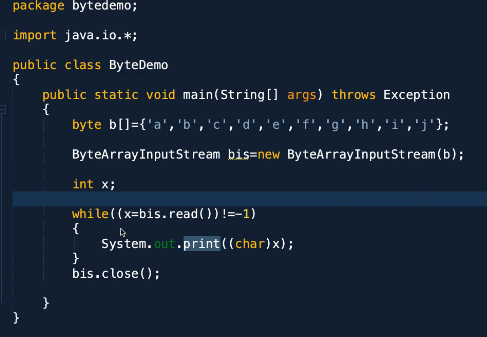 package bytedemo;
import java.io.*;
public class ByteDemo
{
public static void main(String[] args) throws Exception
{
byte b[]={'a','b','c','d','e','f','g','h','i','j'};
ByteArrayInputStream bis=new ByteArrayInputStream(b);
int x;
while((x=bis.read())!=-1)
{
System.out.print((char)x);
}
bis.close();
}
}